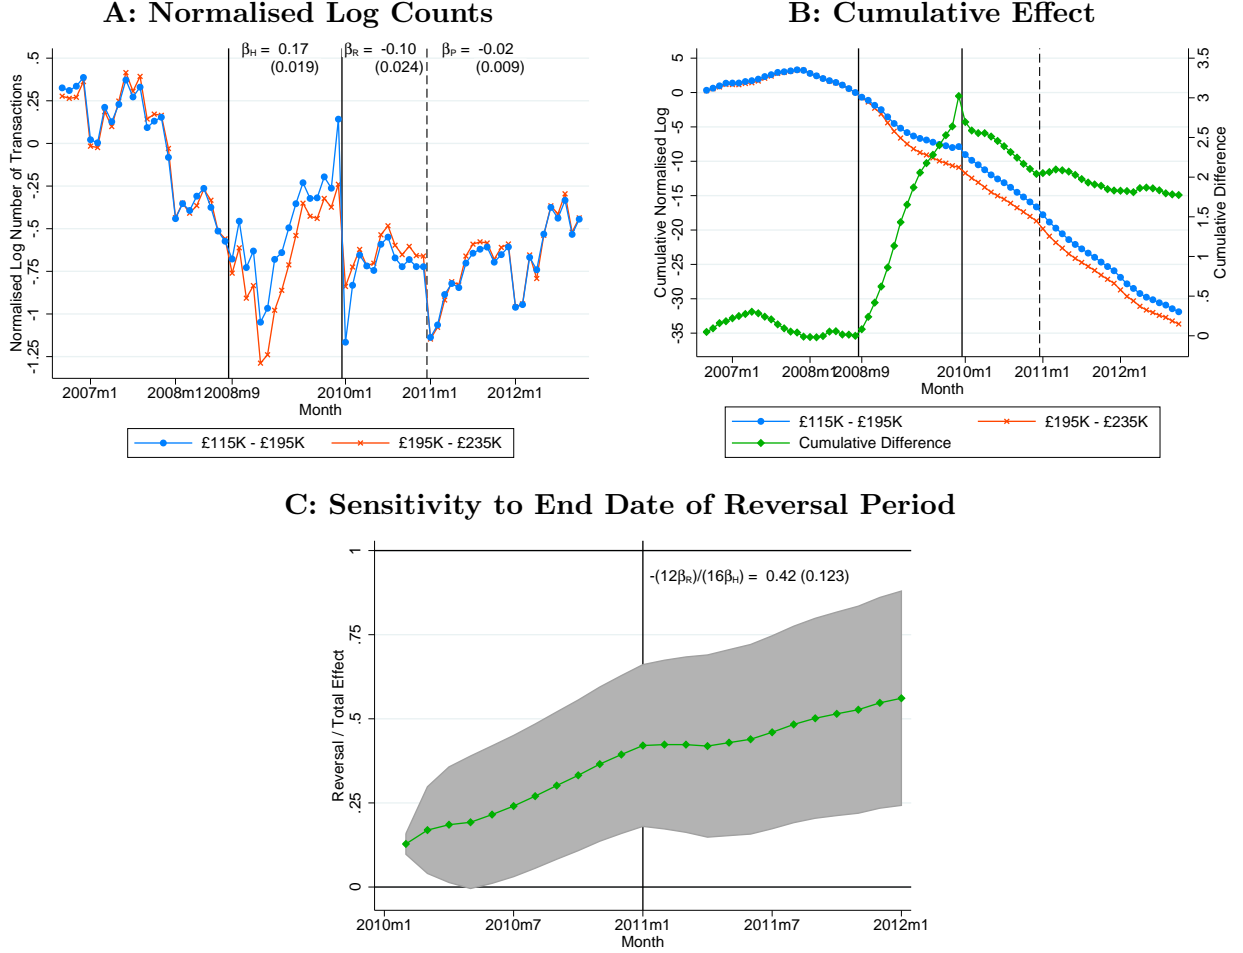 A: Normalised Log Counts
βH = 0.17
(0.019)
βR = -0.10
(0.024)
βP = -0.02
(0.009)
Normalised Log Number of Transactions
.5
.25
0
-.25
-.5
-.75
-1
-1.25
2007m1
2008m1
2008m9
2010m1
2011m1
2012m1
Month
£115K - £195K
£195K - £235K
B: Cumulative Effect
Cumulative Normalised Log
5
0
-5
-10
-15
-20
-25
-30
-35
Cumulative Difference
3.5
3
2.5
2
1.5
1
.5
0
2007m1
2008m1
2008m9
2010m1
2011m1
2012m1
Month
£115K - £195K
£195K - £235K
Cumulative Difference
C: Sensitivity to End Date of Reversal Period
-(12βR)/(16βH) = 0.42 (0.123)
Reversal / Total Effect
1
.75
.5
.25
0
2010m1
2010m7
2011m1
2011m7
2012m1
Month